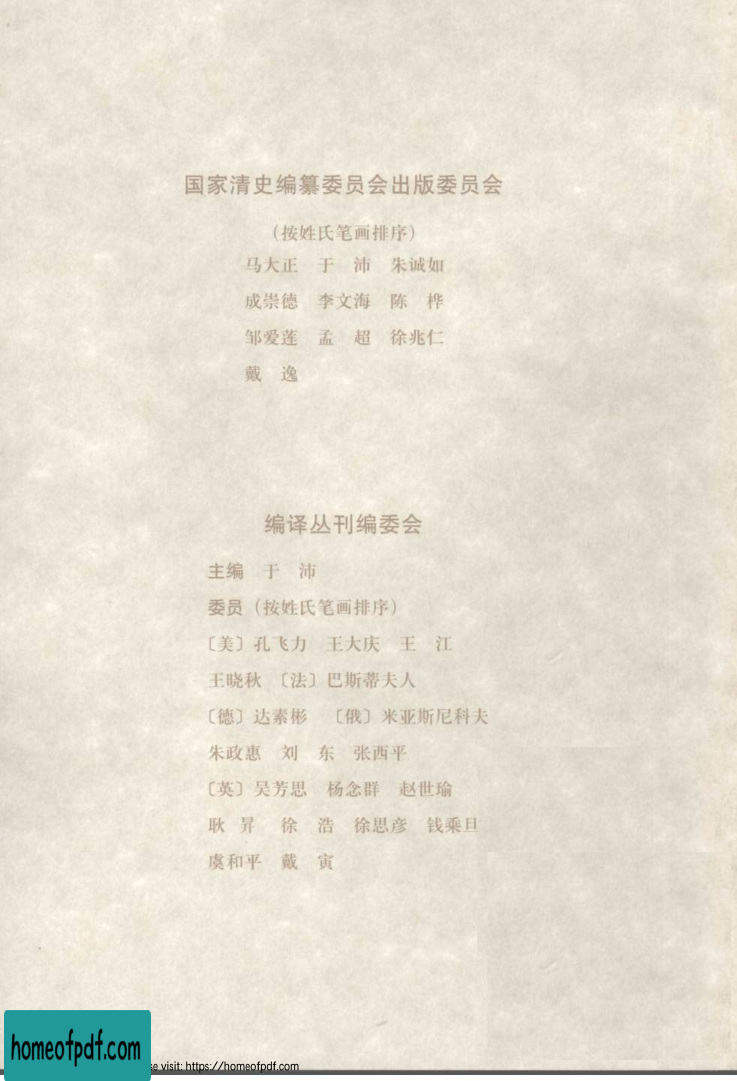 国家清史编纂委员会出版委员会
（按姓氏笔画排序）
马大正 于 沛 朱诚如
成崇德 李文海 陈 桦
邹爱莲 孟 超 徐兆仁
戴 逸
编译丛刊编委会
主编 于 沛
委员（按姓氏笔画排序）
〔美〕孔飞力 王大庆 王 江
王晓秋 〔法〕巴斯蒂夫人
〔德〕达素彬 〔俄〕米亚斯尼科夫
朱政惠 刘 东 张西平
〔英〕吴芳思 杨念群 赵世瑜
耿 昇 徐 浩 徐思彦 钱乘旦
虞和平 戴 寅
homeofpdf.com
se visit: https://homeofpdf.com